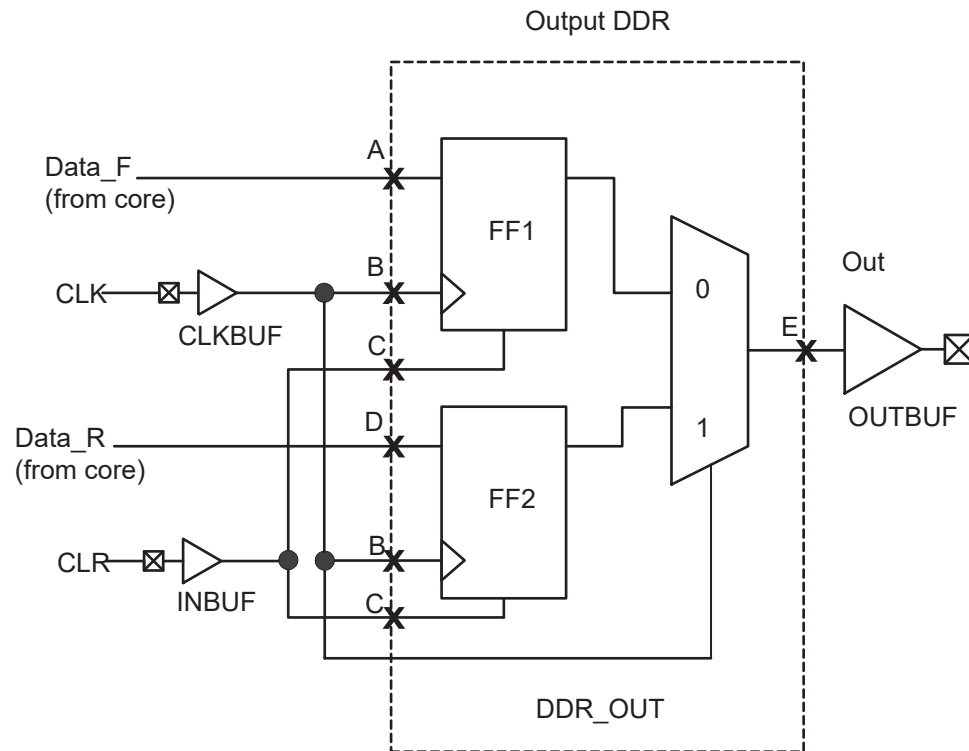 Output DDR
A
Data_F
(from core)
FF1
B
CLK
CLKBUF
C
0
Out
E
D
Data_R
(from core)
1
OUTBUF
FF2
B
CLR
INBUF
C
DDR_OUT